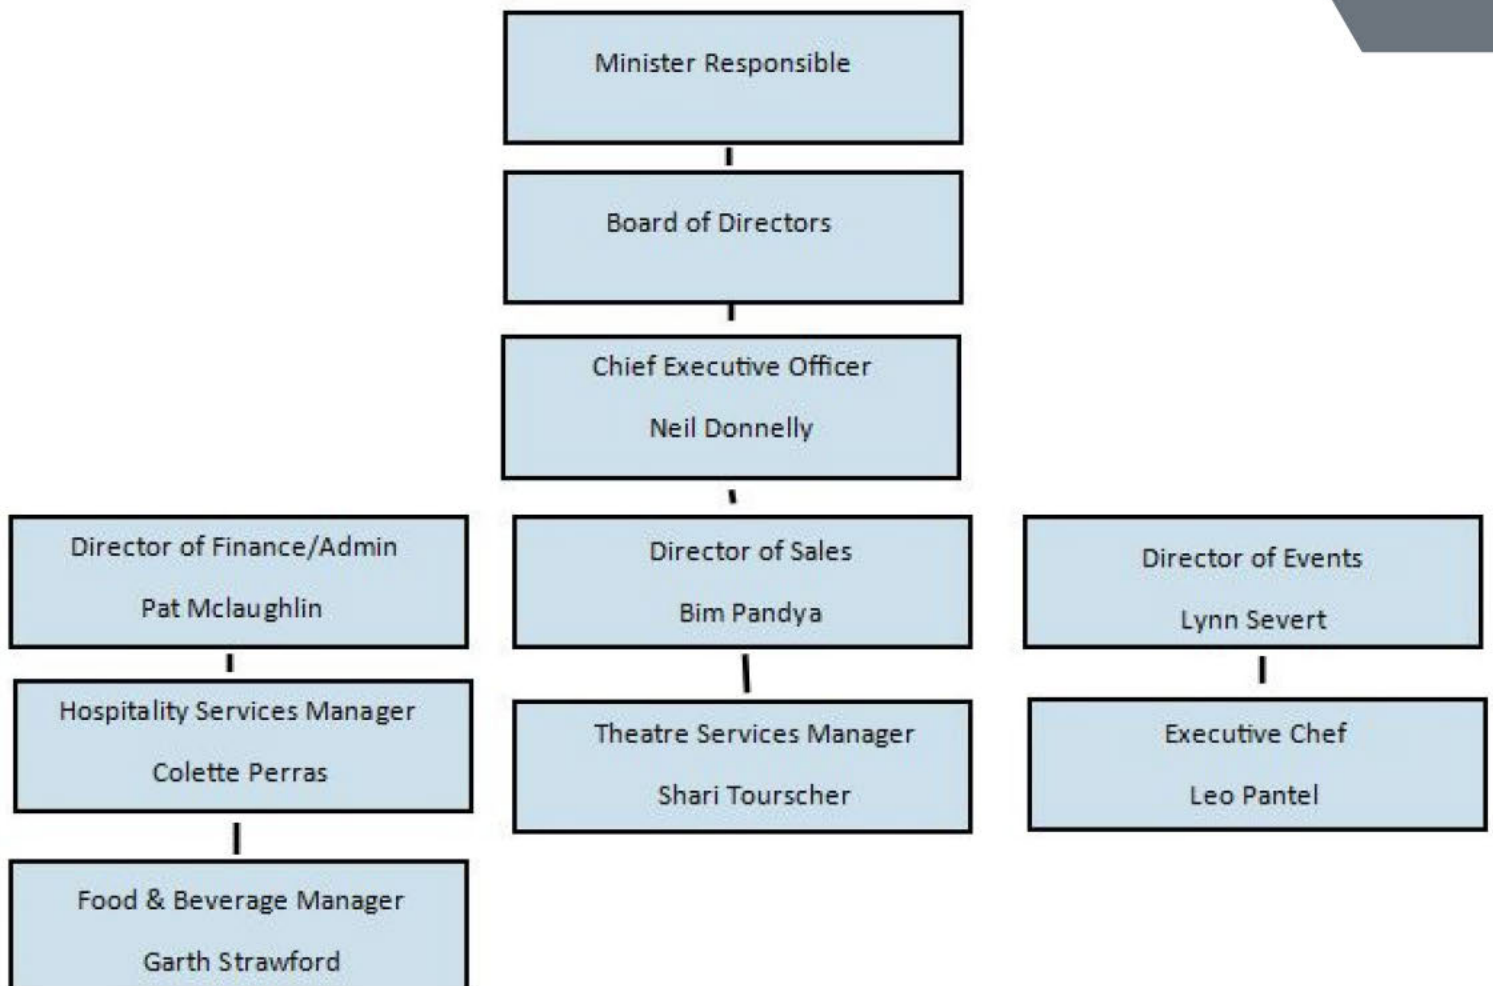 Minister Responsible
Board of Directors
Chief Executive Officer
Neil Donnelly
Director of Finance/Admin
Pat Mclaughlin
Director of Sales
Bim Pandya
Director of Events
Lynn Severt
Hospitality Services Manager
Colette Perras
Theatre Services Manager
Shari Tourscher
Executive Chef
Leo Pantel
Food & Beverage Manager
Garth Strawford